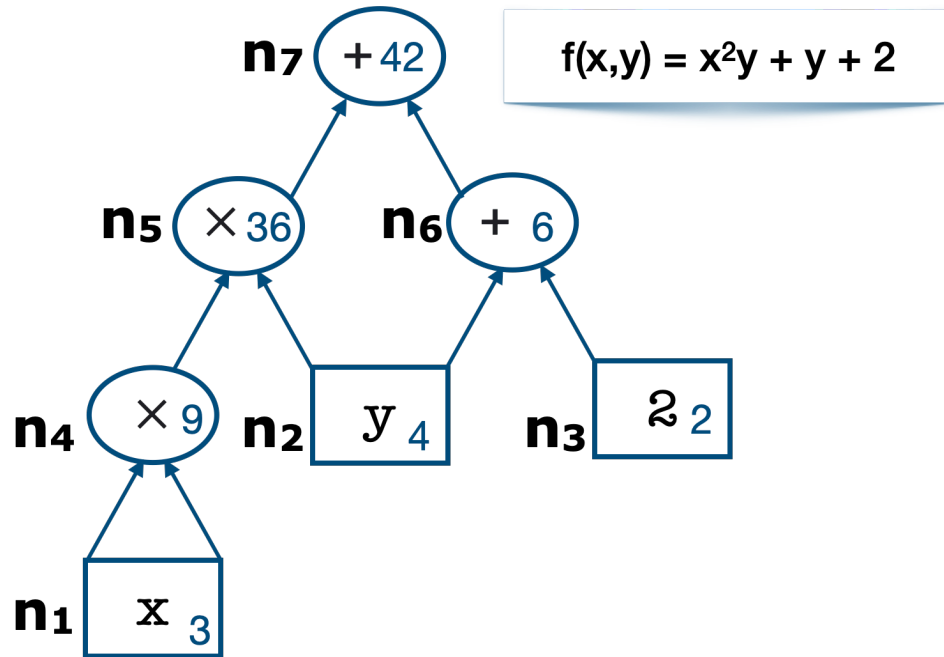 n₇ + 42
f(x,y) = x²y + y + 2
n₅ × 36
n₆ + 6
n₄ × 9
n₂ y 4
n₃ 2 2
n₁ x 3